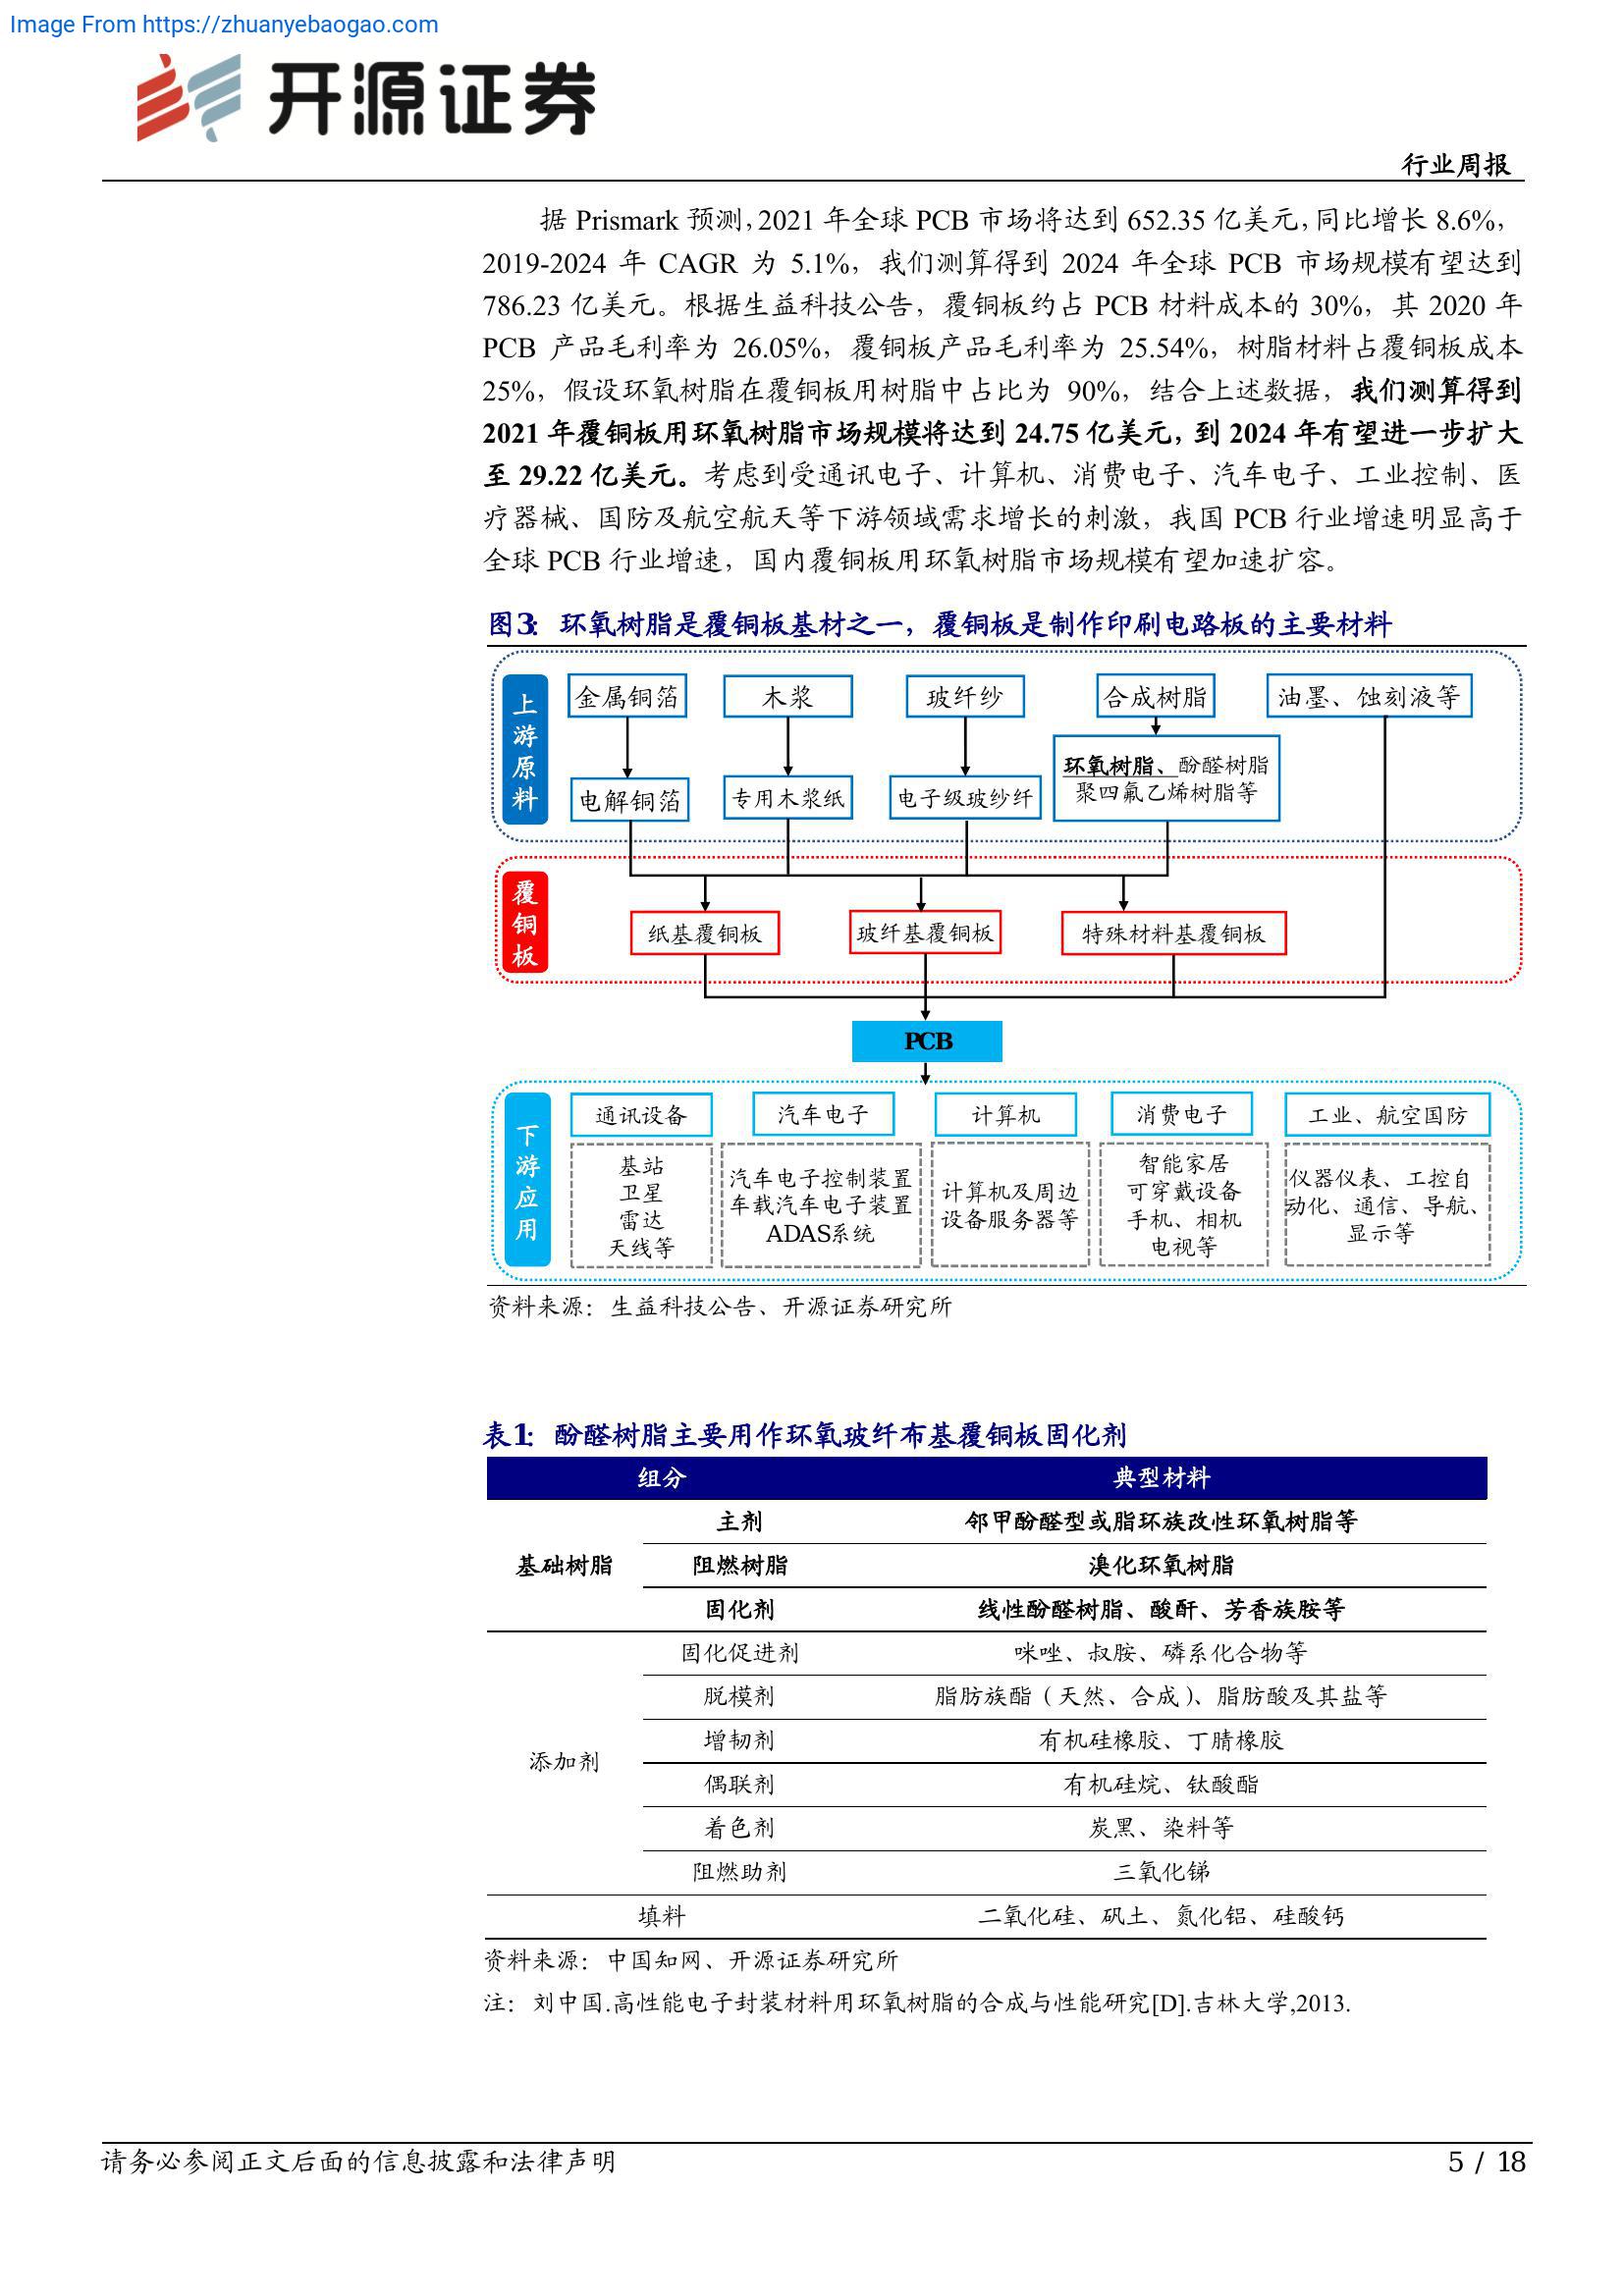 Image From https://zhuanyebaogao.com
开源证券
行业周报
据 Prismark 预测，2021 年全球 PCB 市场将达到 652.35 亿美元，同比增长 8.6%，
2019-2024 年 CAGR 为 5.1%，我们测算得到 2024 年全球 PCB 市场规模有望达到
786.23 亿美元。根据生益科技公告，覆铜板约占 PCB 材料成本的 30%，其 2020 年
PCB 产品毛利率为 26.05%，覆铜板产品毛利率为 25.54%，树脂材料占覆铜板成本
25%，假设环氧树脂在覆铜板用树脂中占比为 90%，结合上述数据，我们测算得到
2021 年覆铜板用环氧树脂市场规模将达到 24.75 亿美元，到 2024 年有望进一步扩大
至 29.22 亿美元。考虑到受通讯电子、计算机、消费电子、汽车电子、工业控制、医
疗器械、国防及航空航天等下游领域需求增长的刺激，我国 PCB 行业增速明显高于
全球 PCB 行业增速，国内覆铜板用环氧树脂市场规模有望加速扩容。
图3：环氧树脂是覆铜板基材之一，覆铜板是制作印刷电路板的主要材料
上游原料
金属铜箔 木浆 玻纤纱 合成树脂 油墨、蚀刻液等
电解铜箔 专用木浆纸 电子级玻纱纤 环氧树脂、酚醛树脂
聚四氟乙烯树脂等
覆铜板
纸基覆铜板 玻纤基覆铜板 特殊材料基覆铜板
PCB
下游应用
通讯设备 汽车电子 计算机 消费电子 工业、航空国防
基站
卫星
雷达
天线等
汽车电子控制装置
车载汽车电子装置
ADAS系统
计算机及周边
设备服务器等
智能家居
可穿戴设备
手机、相机
电视等
仪器仪表、工控自
动化、通信、导航、
显示等
资料来源：生益科技公告、开源证券研究所
表1：酚醛树脂主要用作环氧玻纤布基覆铜板固化剂
组分 典型材料
基础树脂
主剂 邻甲酚醛型或脂环族改性环氧树脂等
阻燃树脂 溴化环氧树脂
固化剂 线性酚醛树脂、酸酐、芳香族胺等
添加剂
固化促进剂 咪唑、叔胺、磷系化合物等
脱模剂 脂肪族酯（天然、合成）、脂肪酸及其盐等
增韧剂 有机硅橡胶、丁腈橡胶
偶联剂 有机硅烷、钛酸酯
着色剂 炭黑、染料等
阻燃助剂 三氧化锑
填料 二氧化硅、矾土、氮化铝、硅酸钙
资料来源：中国知网、开源证券研究所
注：刘中国.高性能电子封装材料用环氧树脂的合成与性能研究[D].吉林大学,2013.
请务必参阅正文后面的信息披露和法律声明
5 / 18